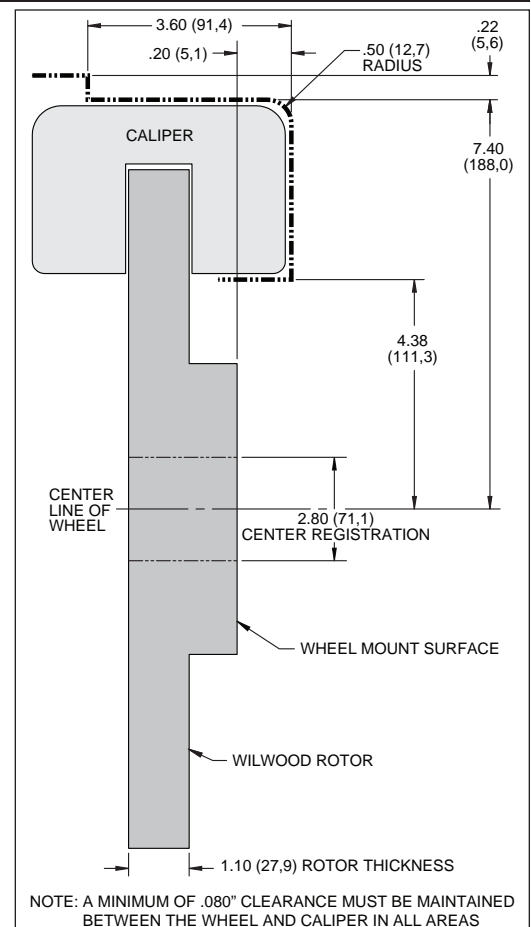 3.60 (91,4)
.22
(5,6)
.20 (5,1)
.50 (12,7)
RADIUS
CALIPER
7.40
(188,0)
4.38
(111,3)
CENTER
LINE OF
WHEEL
2.80 (71,1)
CENTER REGISTRATION
WHEEL MOUNT SURFACE
WILWOOD ROTOR
1.10 (27,9) ROTOR THICKNESS
NOTE: A MINIMUM OF .080" CLEARANCE MUST BE MAINTAINED
BETWEEN THE WHEEL AND CALIPER IN ALL AREAS